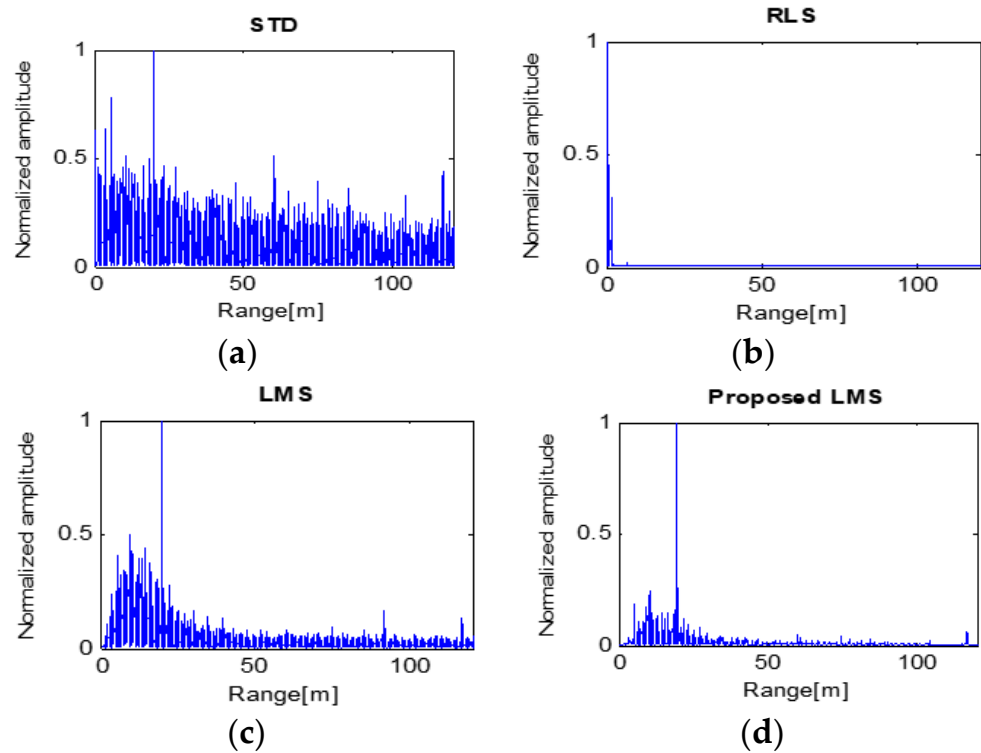 STD
Normalized amplitude
1
0.5
0
0
50
100
Range[m]
(a)
RLS
Normalized amplitude
1
0.5
0
0
50
100
Range[m]
(b)
LMS
Normalized amplitude
1
0.5
0
0
50
100
Range[m]
(c)
Proposed LMS
Normalized amplitude
1
0.5
0
0
50
100
Range[m]
(d)